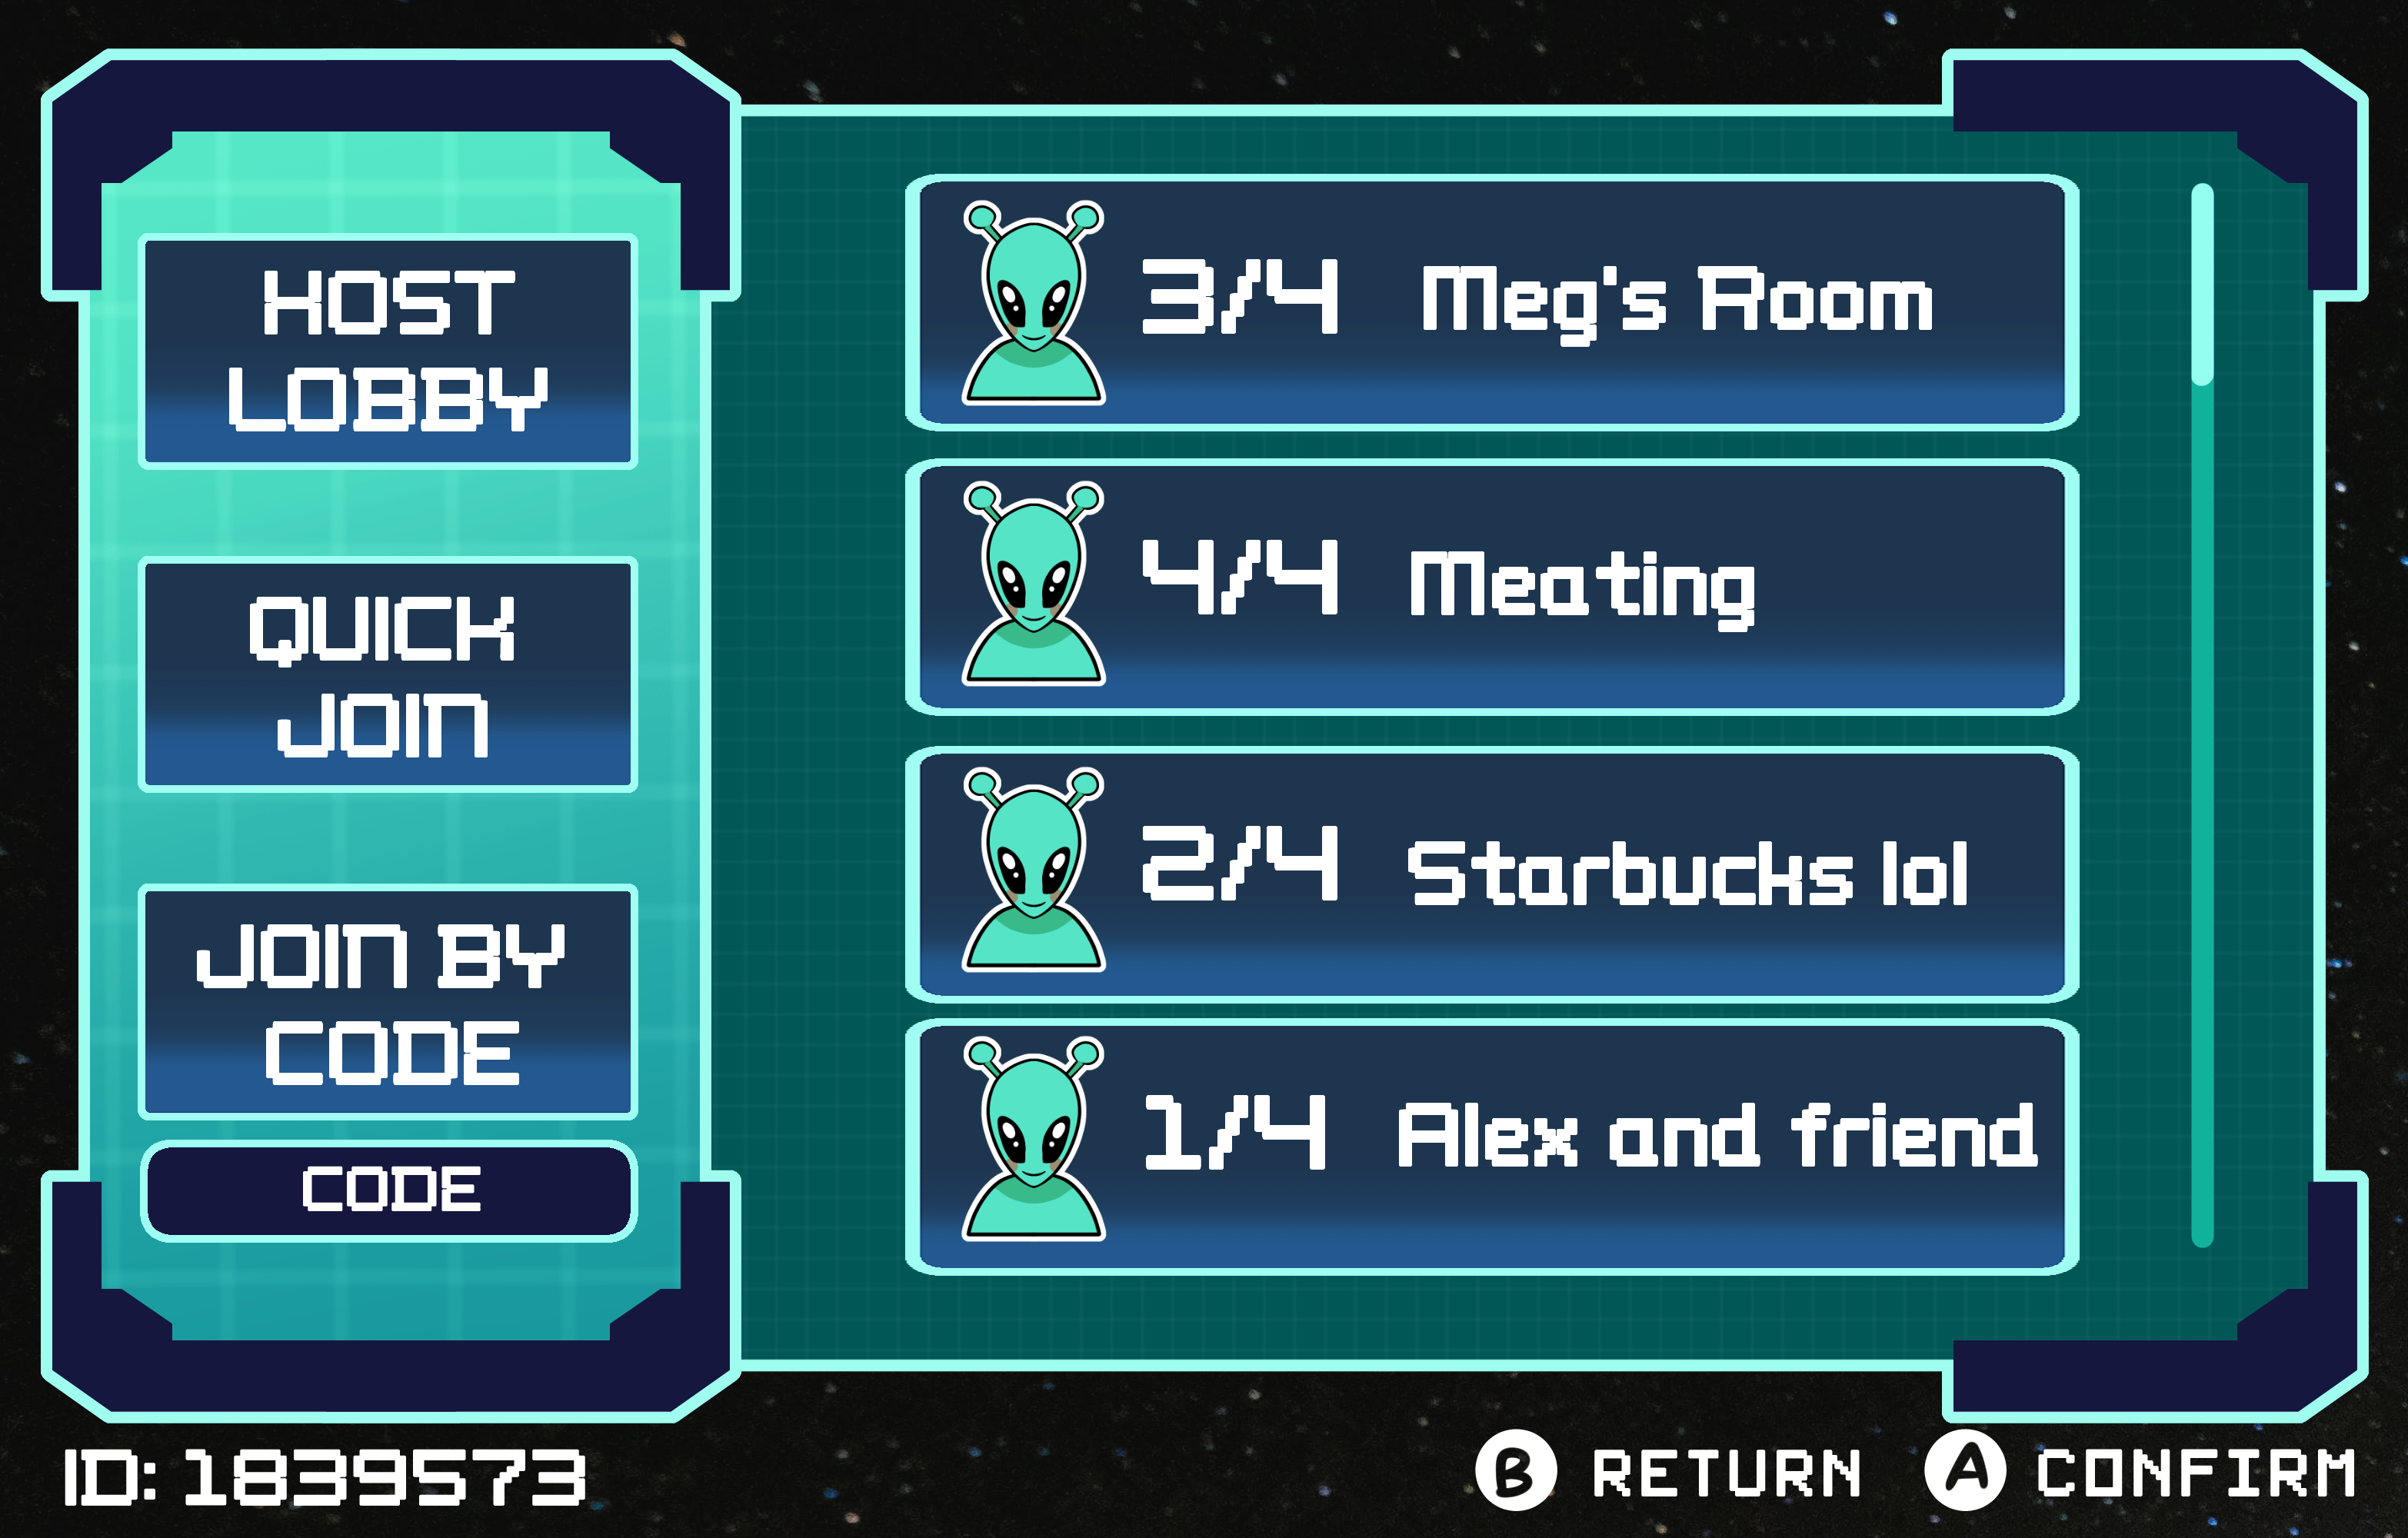 HOST
LOBBY
QUICK
JOIN
JOIN BY
CODE
CODE
3/4 Meg's Room
4/4 Meating
2/4 Starbucks lol
1/4 Alex and friend
ID: 1839573
B RETURN A CONFIRM